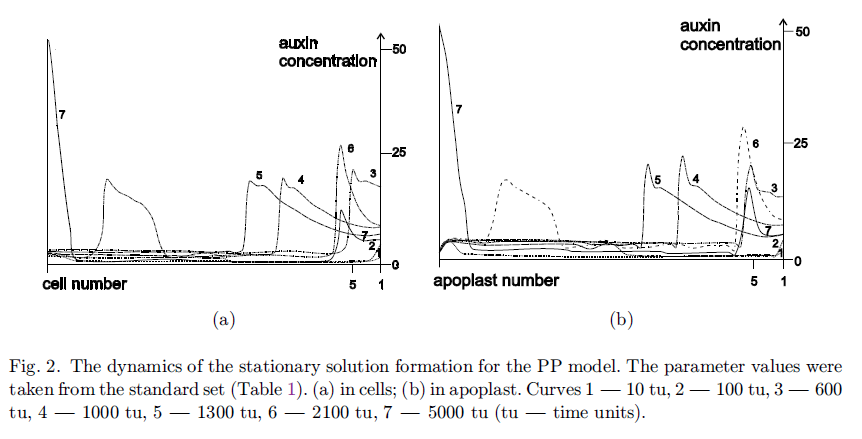 auxin
concentration
50
7
6
5
4
3
25
7
2
0
cell number
5
1
(a)
auxin
concentration
50
7
6
25
5
4
3
7
2
1
0
apoplast number
5
1
(b)
Fig. 2. The dynamics of the stationary solution formation for the PP model. The parameter values were
taken from the standard set (Table 1). (a) in cells; (b) in apoplast. Curves 1 — 10 tu, 2 — 100 tu, 3 — 600
tu, 4 — 1000 tu, 5 — 1300 tu, 6 — 2100 tu, 7 — 5000 tu (tu — time units).